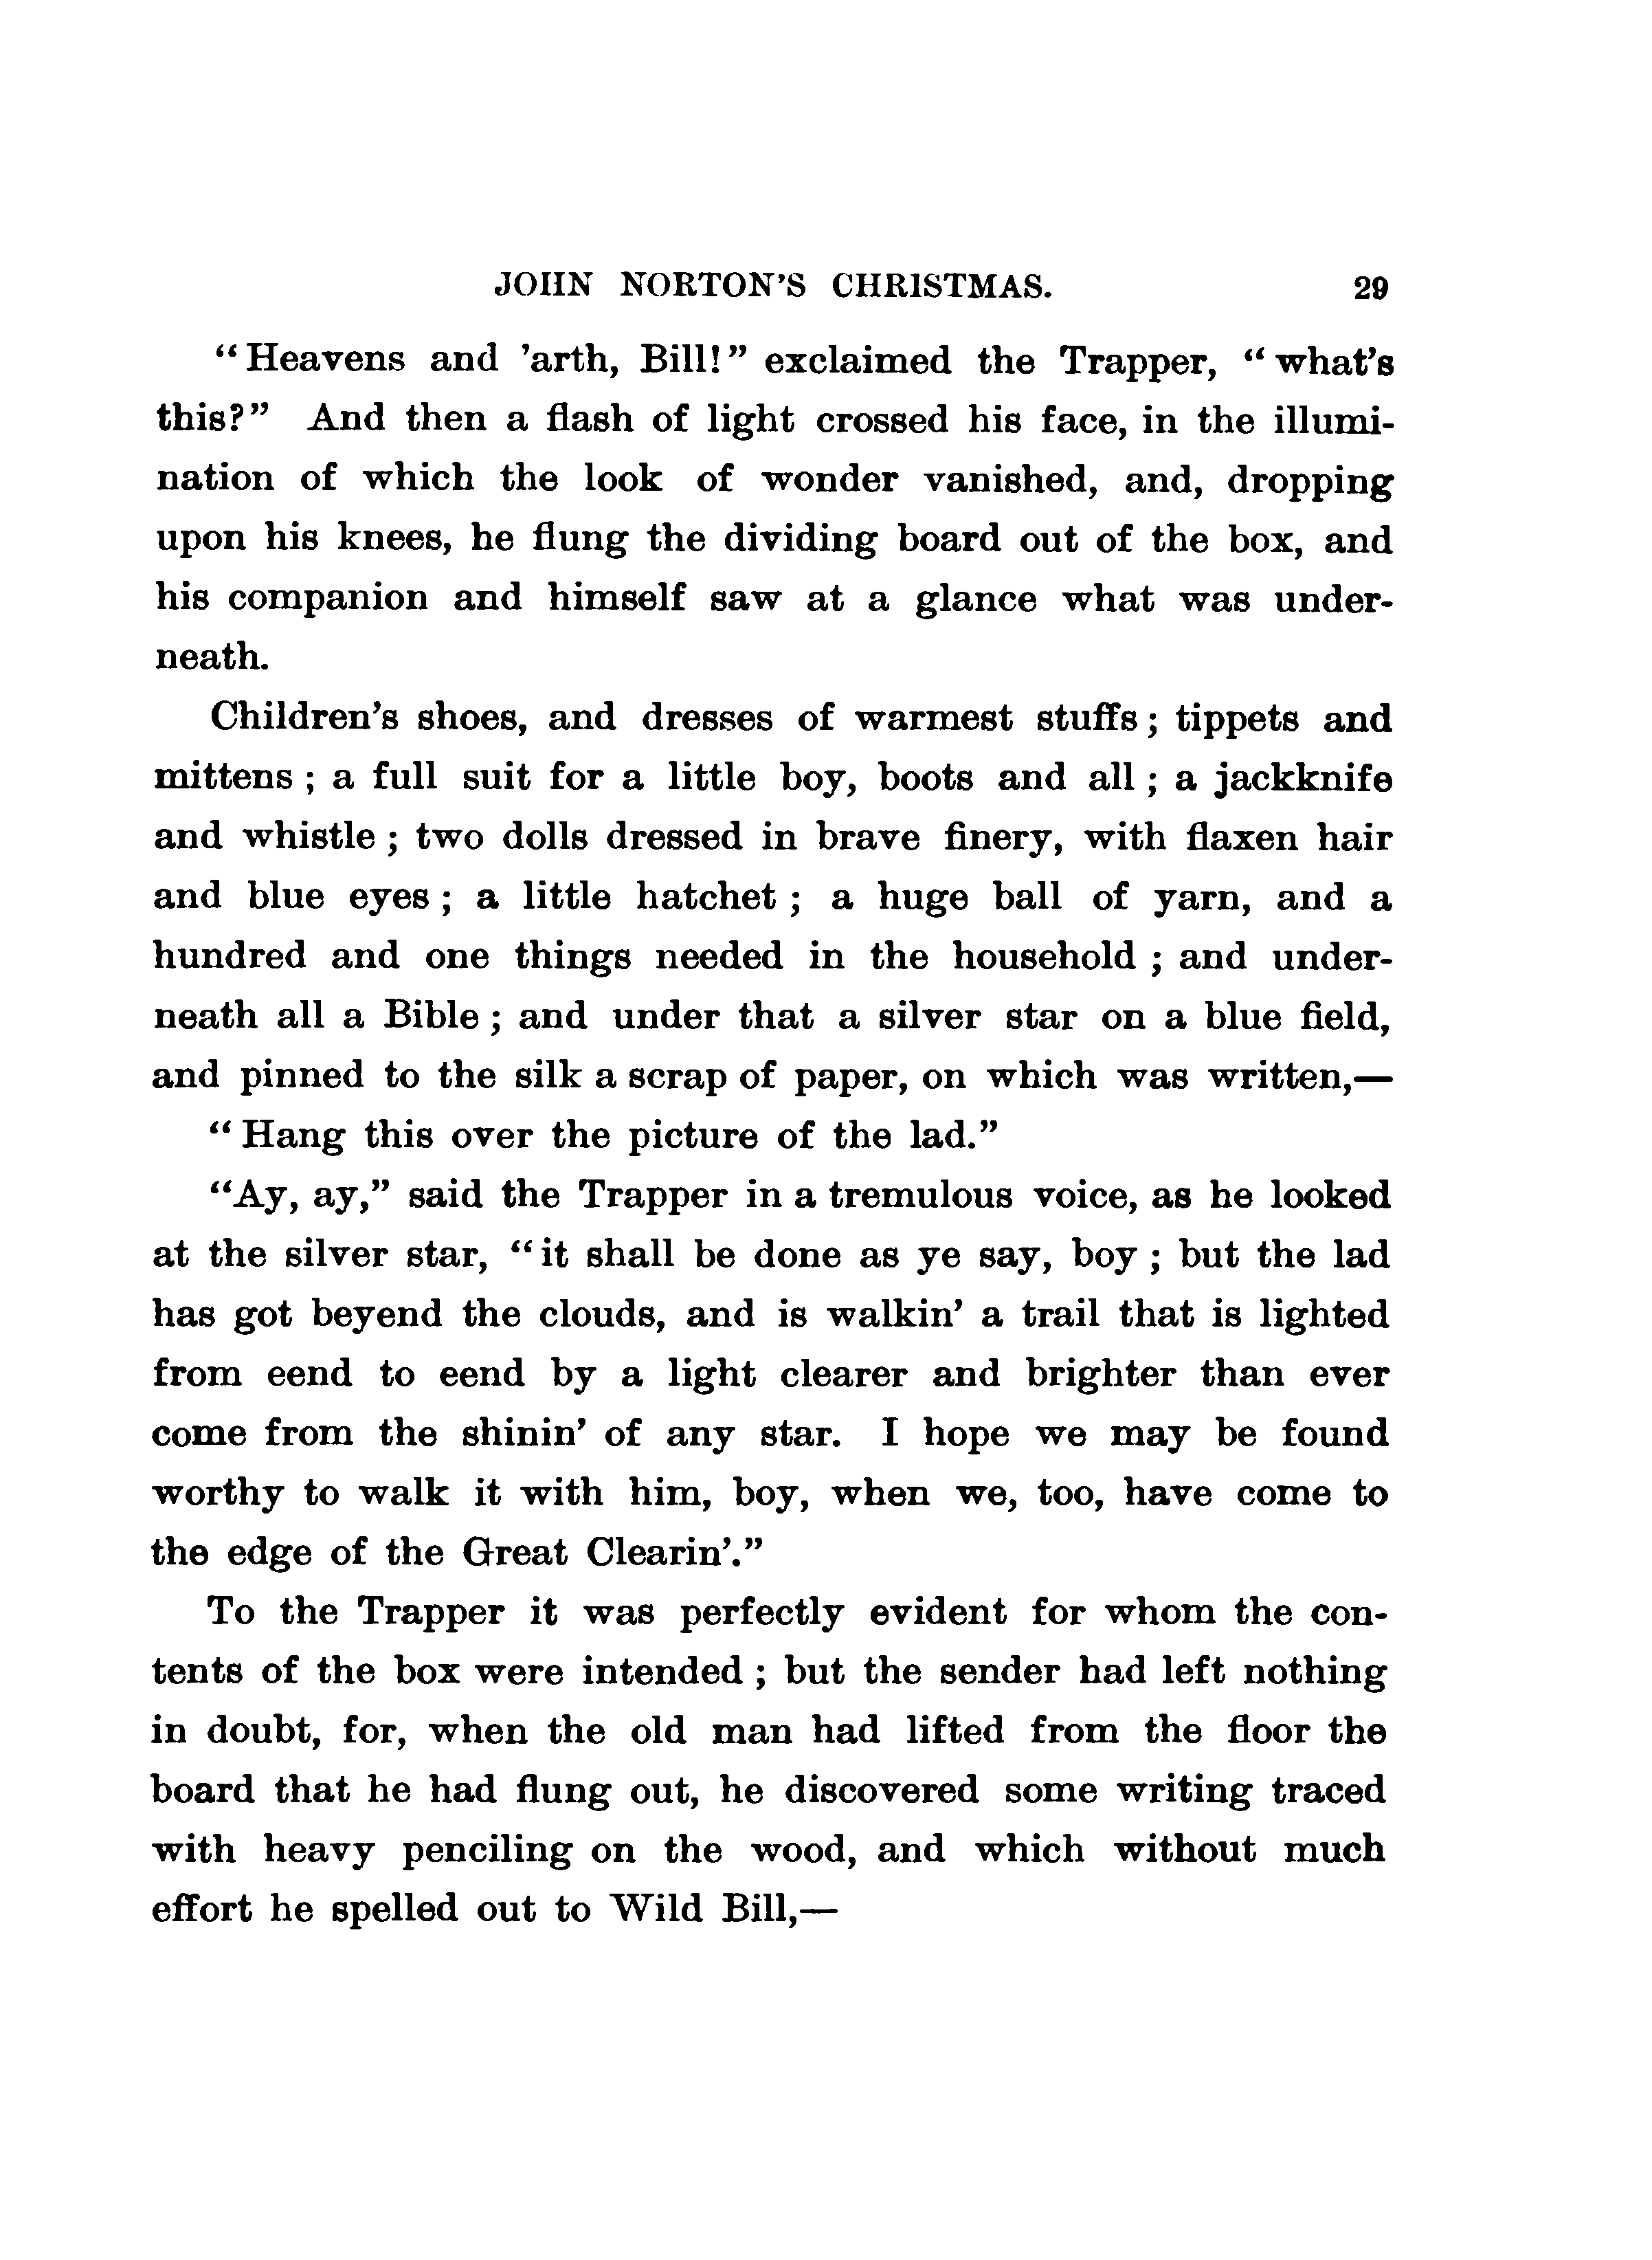 JOHN NORTON'S CHRISTMAS. 29
“Heavens and ’arth, Bill!” exclaimed the Trapper, “what’s
this?” And then a flash of light crossed his face, in the illumi-
nation of which the look of wonder vanished, and, dropping
upon his knees, he flung the dividing board out of the box, and
his companion and himself saw at a glance what was under-
neath.
Children’s shoes, and dresses of warmest stuffs; tippets and
mittens; a full suit for a little boy, boots and all; a jackknife
and whistle; two dolls dressed in brave finery, with flaxen hair
and blue eyes; a little hatchet; a huge ball of yarn, and a
hundred and one things needed in the household; and under-
neath all a Bible; and under that a silver star on a blue field,
and pinned to the silk a scrap of paper, on which was written,—
“Hang this over the picture of the lad.”
“Ay, ay,” said the Trapper in a tremulous voice, as he looked
at the silver star, “it shall be done as ye say, boy; but the lad
has got beyend the clouds, and is walkin’ a trail that is lighted
from eend to eend by a light clearer and brighter than ever
come from the shinin’ of any star. I hope we may be found
worthy to walk it with him, boy, when we, too, have come to
the edge of the Great Clearin’.”
To the Trapper it was perfectly evident for whom the con-
tents of the box were intended; but the sender had left nothing
in doubt, for, when the old man had lifted from the floor the
board that he had flung out, he discovered some writing traced
with heavy penciling on the wood, and which without much
effort he spelled out to Wild Bill,—